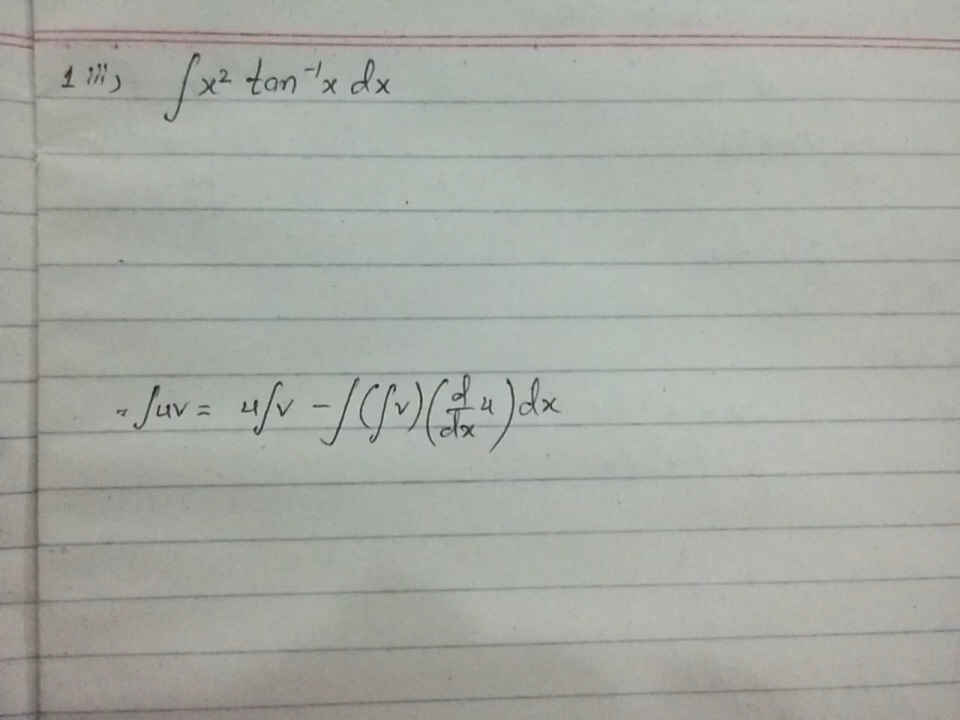 1 iii, ∫x² tan⁻¹x dx
= ∫uv = u∫v - ∫(∫v)(d/dx u)dx